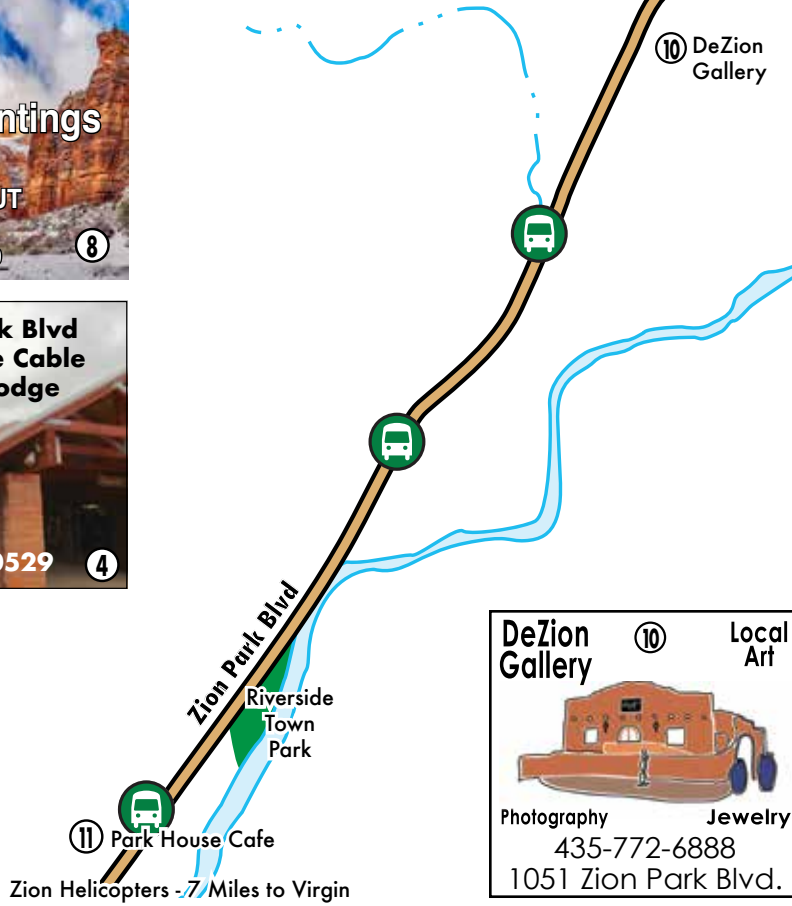 ⑩ DeZion
Gallery
ntings
UT
⑧
k Blvd
e Cable
odge
0529
④
Zion Park Blvd
Riverside
Town
Park
⑪ Park House Cafe
Zion Helicopters - 7 Miles to Virgin
DeZion
Gallery
⑩
Local
Art
Photography
Jewelry
435-772-6888
1051 Zion Park Blvd.